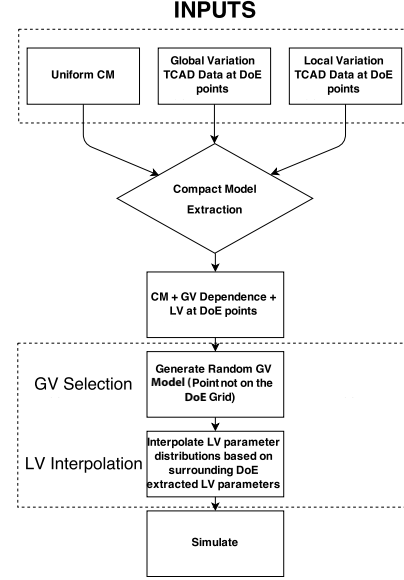 INPUTS
Uniform CM
Global Variation
TCAD Data at DoE
points
Local Variation
TCAD Data at DoE
points
Compact Model
Extraction
CM + GV Dependence +
LV at DoE points
GV Selection
Generate Random GV
Model (Point not on the
DoE Grid)
LV Interpolation
Interpolate LV parameter
distributions based on
surrounding DoE
extracted LV parameters
Simulate